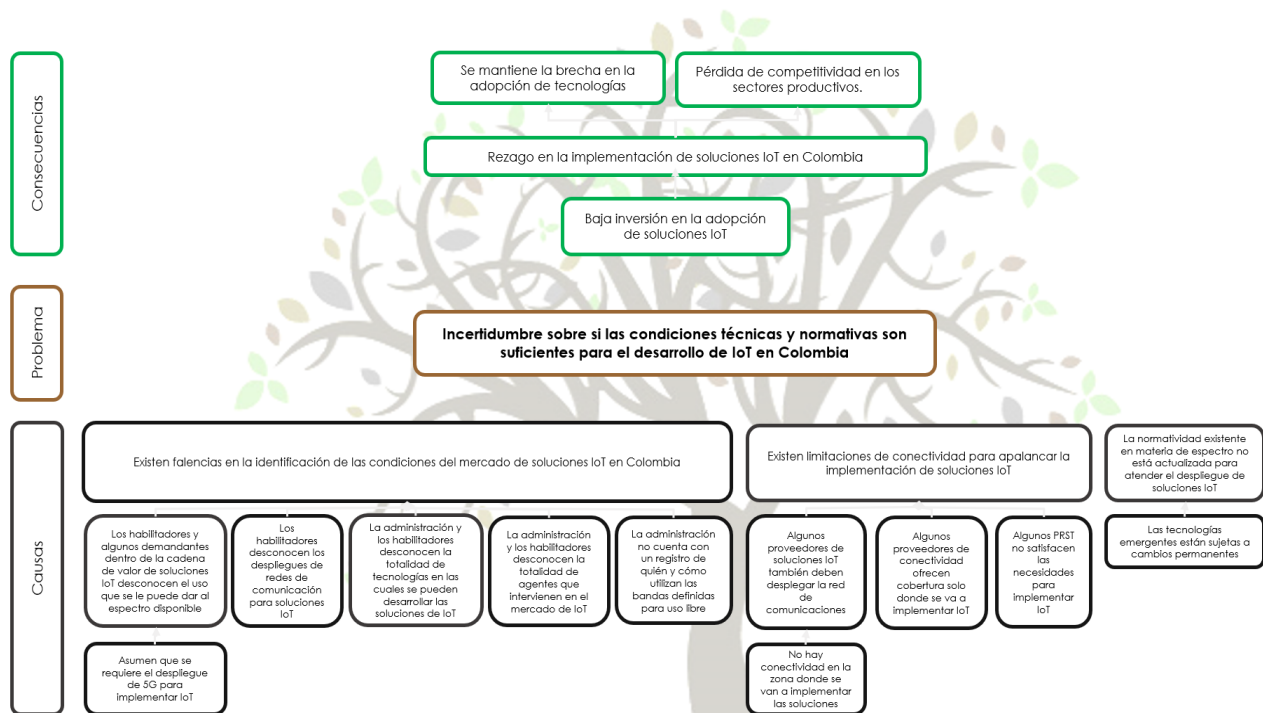 Consecuencias
Se mantiene la brecha en la
adopción de tecnologías
Pérdida de competitividad en los
sectores productivos.
Rezago en la implementación de soluciones IoT en Colombia
Baja inversión en la adopción
de soluciones IoT
Problema
Incertidumbre sobre si las condiciones técnicas y normativas son
suficientes para el desarrollo de IoT en Colombia
Causas
Existen falencias en la identificación de las condiciones del mercado de soluciones IoT en Colombia
Existen limitaciones de conectividad para apalancar la
implementación de soluciones IoT
La normatividad existente
en materia de espectro no
está actualizada para
atender el despliegue de
soluciones IoT
Los habilitadores y
algunos demandantes
dentro de la cadena de
valor de soluciones
IoT desconocen el uso
que se le puede dar al
espectro disponible
Los
habilitadores
desconocen los
despliegues de
redes de
comunicación
para soluciones
IoT
La administración y
los habilitadores
desconocen la
totalidad de
tecnologías en las
cuales se pueden
desarrollar las
soluciones de IoT
La administración
y los habilitadores
desconocen la
totalidad de
agentes que
intervienen en el
mercado de IoT
La administración
no cuenta con
un registro de
quién y cómo
utilizan las
bandas definidas
para uso libre
Algunos
proveedores de
soluciones IoT
también deben
desplegar la red
de
comunicaciones
Algunos
proveedores de
conectividad
ofrecen
cobertura solo
donde se va a
implementar IoT
Algunos PRST
no satisfacen
las
necesidades
para
implementar
IoT
Las tecnologías
emergentes están sujetas a
cambios permanentes
Asumen que se
requiere el despliegue
de 5G para
implementar IoT
No hay
conectividad en la
zona donde se
van a implementar
las soluciones